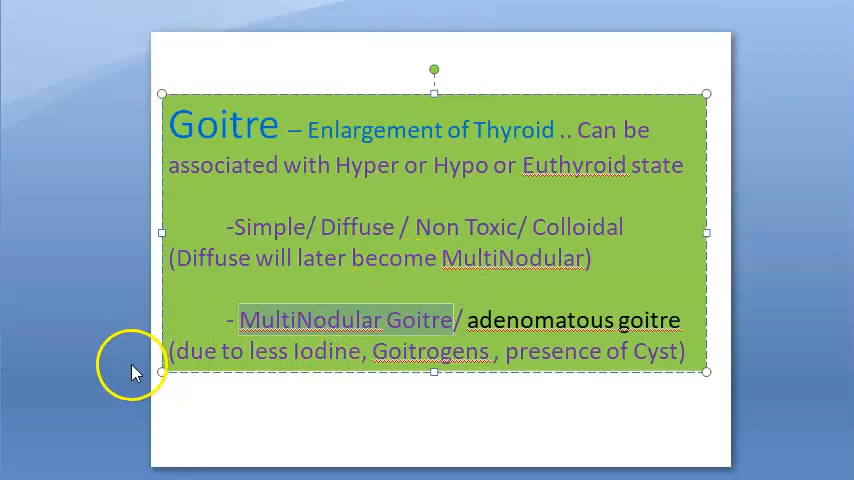 Goitre – Enlargement of Thyroid .. Can be
associated with Hyper or Hypo or Euthyroid state
-Simple/ Diffuse / Non Toxic/ Colloidal
(Diffuse will later become MultiNodular)
- MultiNodular Goitre/ adenomatous goitre
(due to less Iodine, Goitrogens , presence of Cyst)